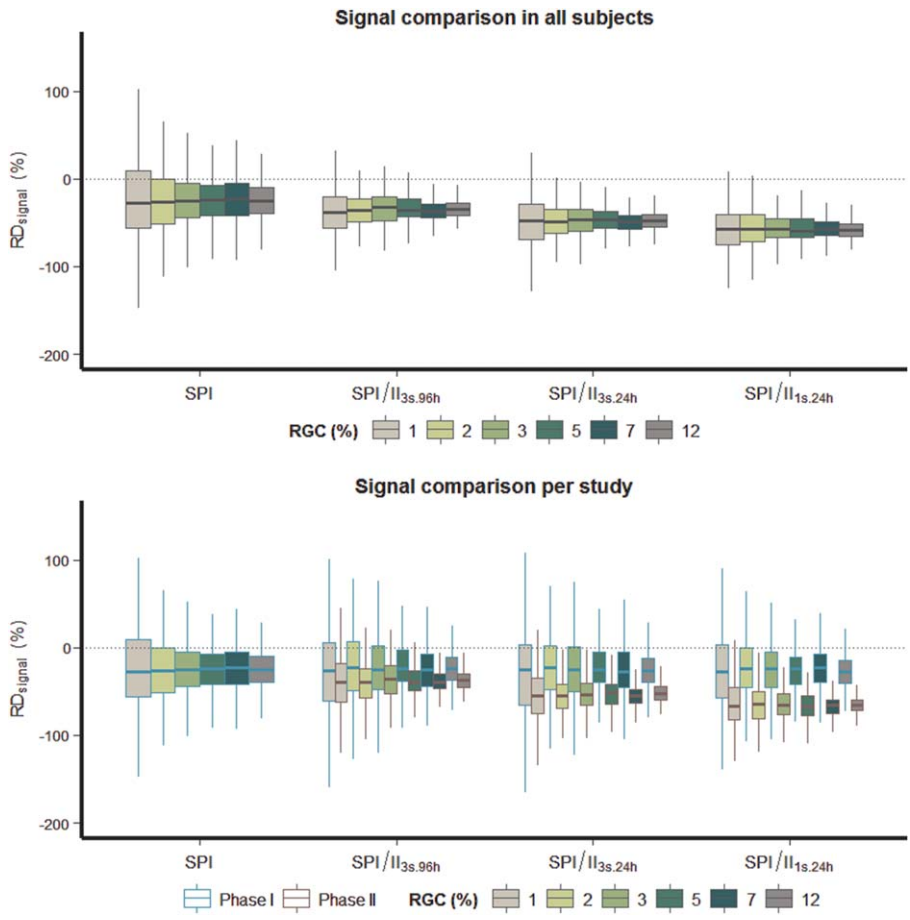 Signal comparison in all subjects
RDsignal (%)
100
0
-100
-200
SPI SPI/II3s.96h SPI/II3s.24h SPI/II1s.24h
RGC (%) 1 2 3 5 7 12
Signal comparison per study
RDsignal (%)
100
0
-100
-200
SPI SPI/II3s.96h SPI/II3s.24h SPI/II1s.24h
Phase I Phase II RGC (%) 1 2 3 5 7 12